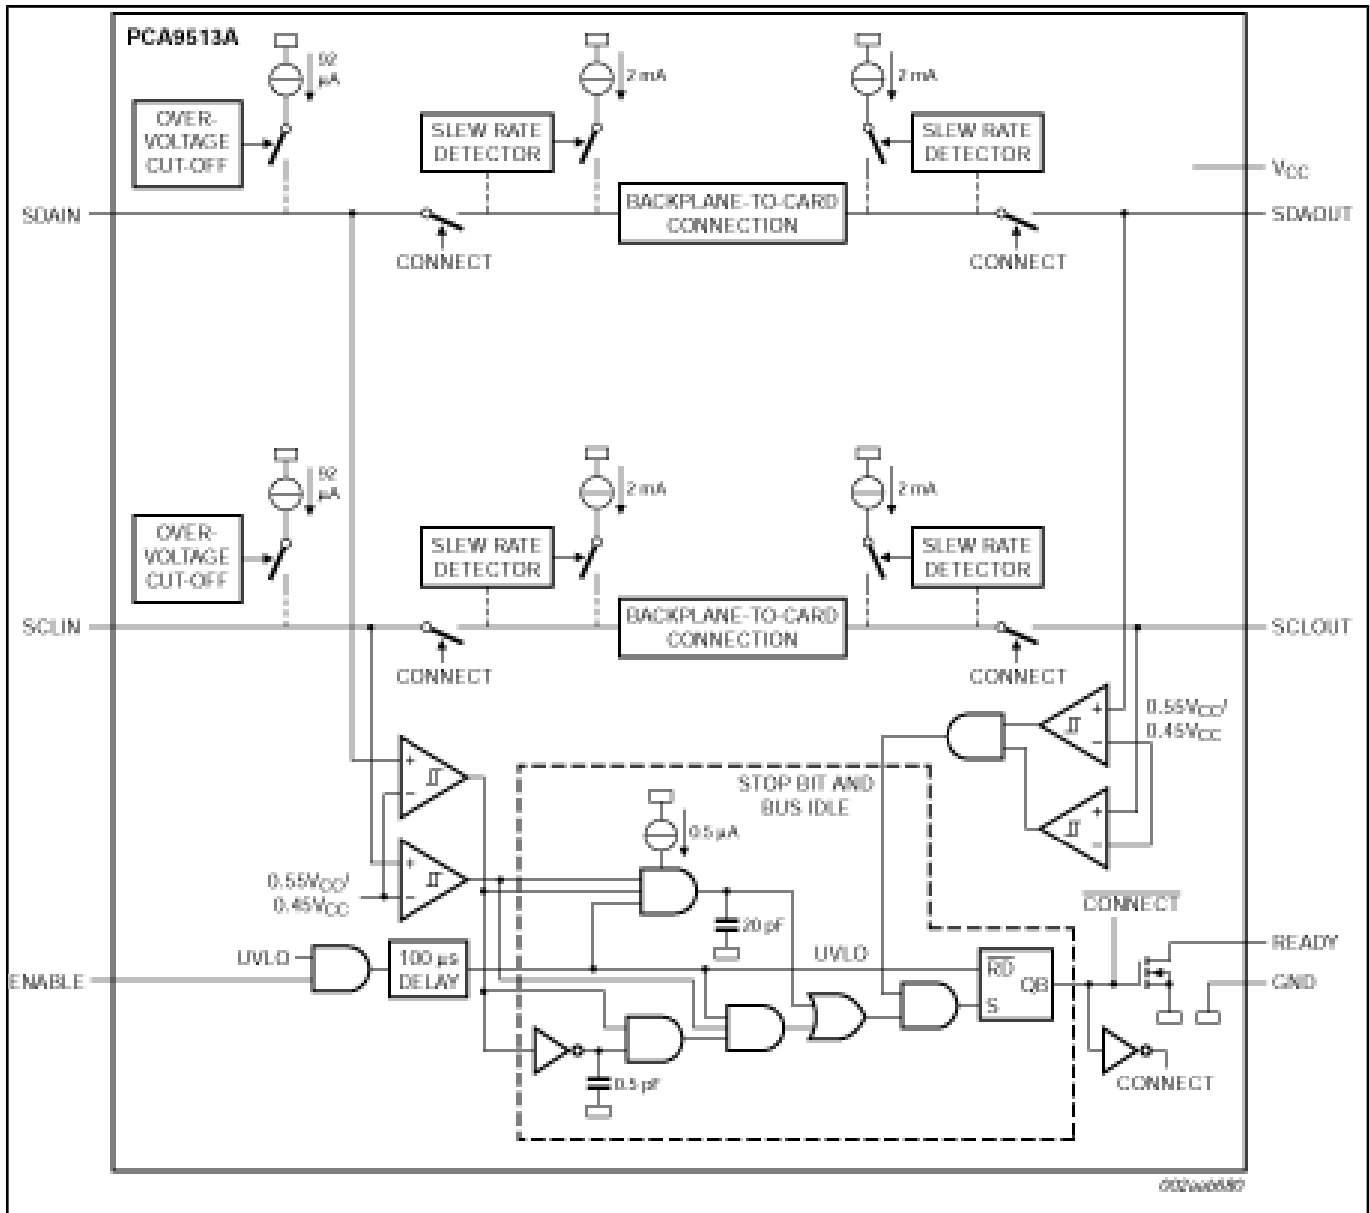 PCA9513A
92
µA
2 mA
2 mA
OVER-
VOLTAGE
CUT-OFF
SLEW RATE
DETECTOR
SLEW RATE
DETECTOR
VCC
SDAIN
BACKPLANE-TO-CARD
CONNECTION
SDAOUT
CONNECT
CONNECT
92
µA
2 mA
2 mA
OVER-
VOLTAGE
CUT-OFF
SLEW RATE
DETECTOR
SLEW RATE
DETECTOR
SCLIN
BACKPLANE-TO-CARD
CONNECTION
SCLOUT
CONNECT
CONNECT
+
−
+
−
0.55VCC/
0.45VCC
STOP BIT AND
BUS IDLE
+
−
0.5 µA
+
−
0.55VCC/
0.45VCC
20 pF
CONNECT
UVLO
100 µs
DELAY
UVLO
RD
QB
S
READY
ENABLE
GND
0.5 pF
CONNECT